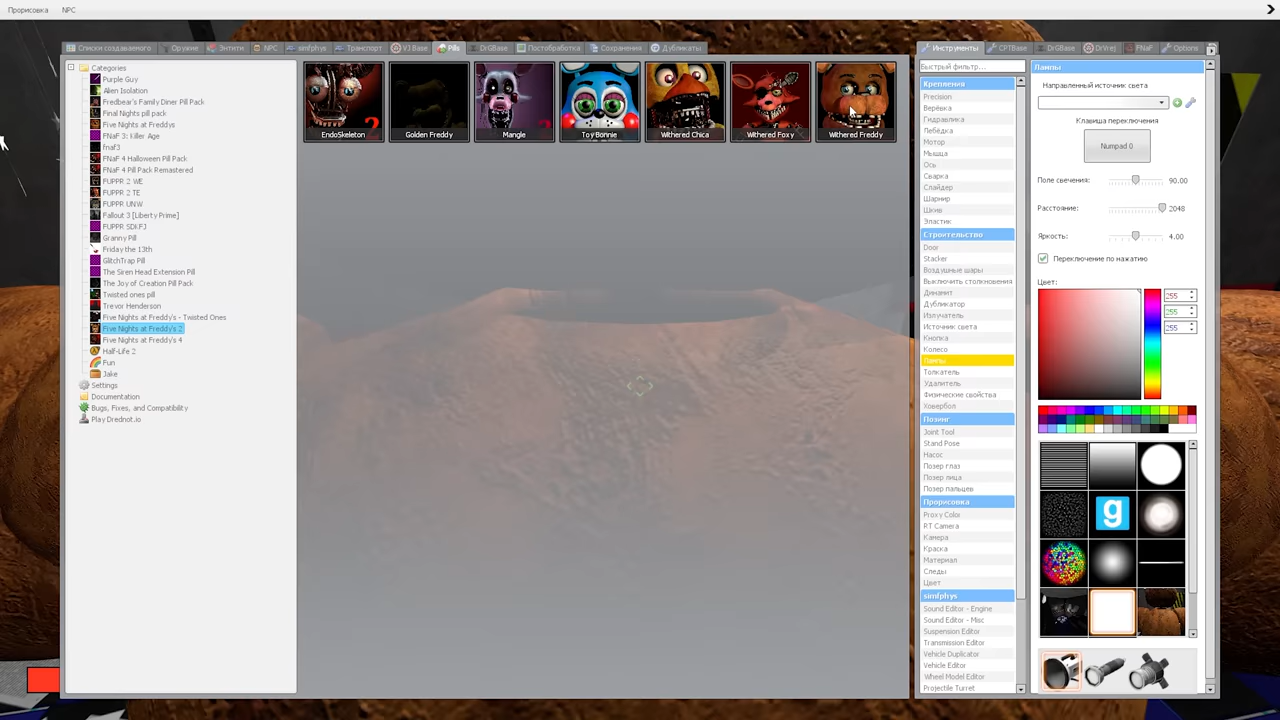 Прорисовка NPC
Списки создаваемого Оружие Энтити NPC simfphys Транспорт VJ Base Pills DrGBase Постобработка Сохранения Дубликаты
Categories
Purple Guy
Alien Isolation
Fredbear's Family Diner Pill Pack
Final Nights pill pack
Five Nights at Freddys
FNaF 3: Killer Age
fnaf3
FNaF 4 Halloween Pill Pack
FNaF 4 Pill Pack Remastered
FUPPR 2 WE
FUPPR 2 TE
FUPPR UNW
Fallout 3 [Liberty Prime]
FUPPR SDI-FJ
Granny Pill
Friday the 13th
GlitchTrap Pill
The Siren Head Extension Pill
The Joy of Creation Pill Pack
Twisted ones pill
Trevor Henderson
Five Nights at Freddy's - Twisted Ones
Five Nights at Freddy's 2
Five Nights at Freddy's 4
Half-Life 2
Fun
Jake
Settings
Documentation
Bugs, Fixes, and Compatibility
Play Drednot.io
EndoSkeleton Golden Freddy Mangle Toy Bonnie Withered Chica Withered Foxy Withered Freddy
Инструменты CPTBase DrGBase DrVrej FNaF Options
Быстрый фильтр...
Крепления
Precision
Верёвка
Гидравлика
Лебёдка
Мотор
Мышца
Ось
Сварка
Слайдер
Шарнир
Шкив
Эластик
Строительство
Door
Stacker
Воздушные шары
Выключить столкновения
Динамит
Дубликатор
Излучатель
Источник света
Кнопка
Колесо
Лампы
Толкатель
Удалитель
Физические свойства
Ховербол
Позинг
Joint Tool
Stand Pose
Насос
Позер глаз
Позер лица
Позер пальцев
Прорисовка
Proxy Color
RT Camera
Камера
Краска
Материал
Следы
Цвет
simfphys
Sound Editor - Engine
Sound Editor - Misc
Suspension Editor
Transmission Editor
Vehicle Duplicator
Vehicle Editor
Wheel Model Editor
Projectile Turret
Лампы
Направленный источник света
Клавиша переключения
Numpad 0
Поле свечения: 90.00
Расстояние: 2048
Яркость: 4.00
Переключение по нажатию
Цвет:
255
255
255
g